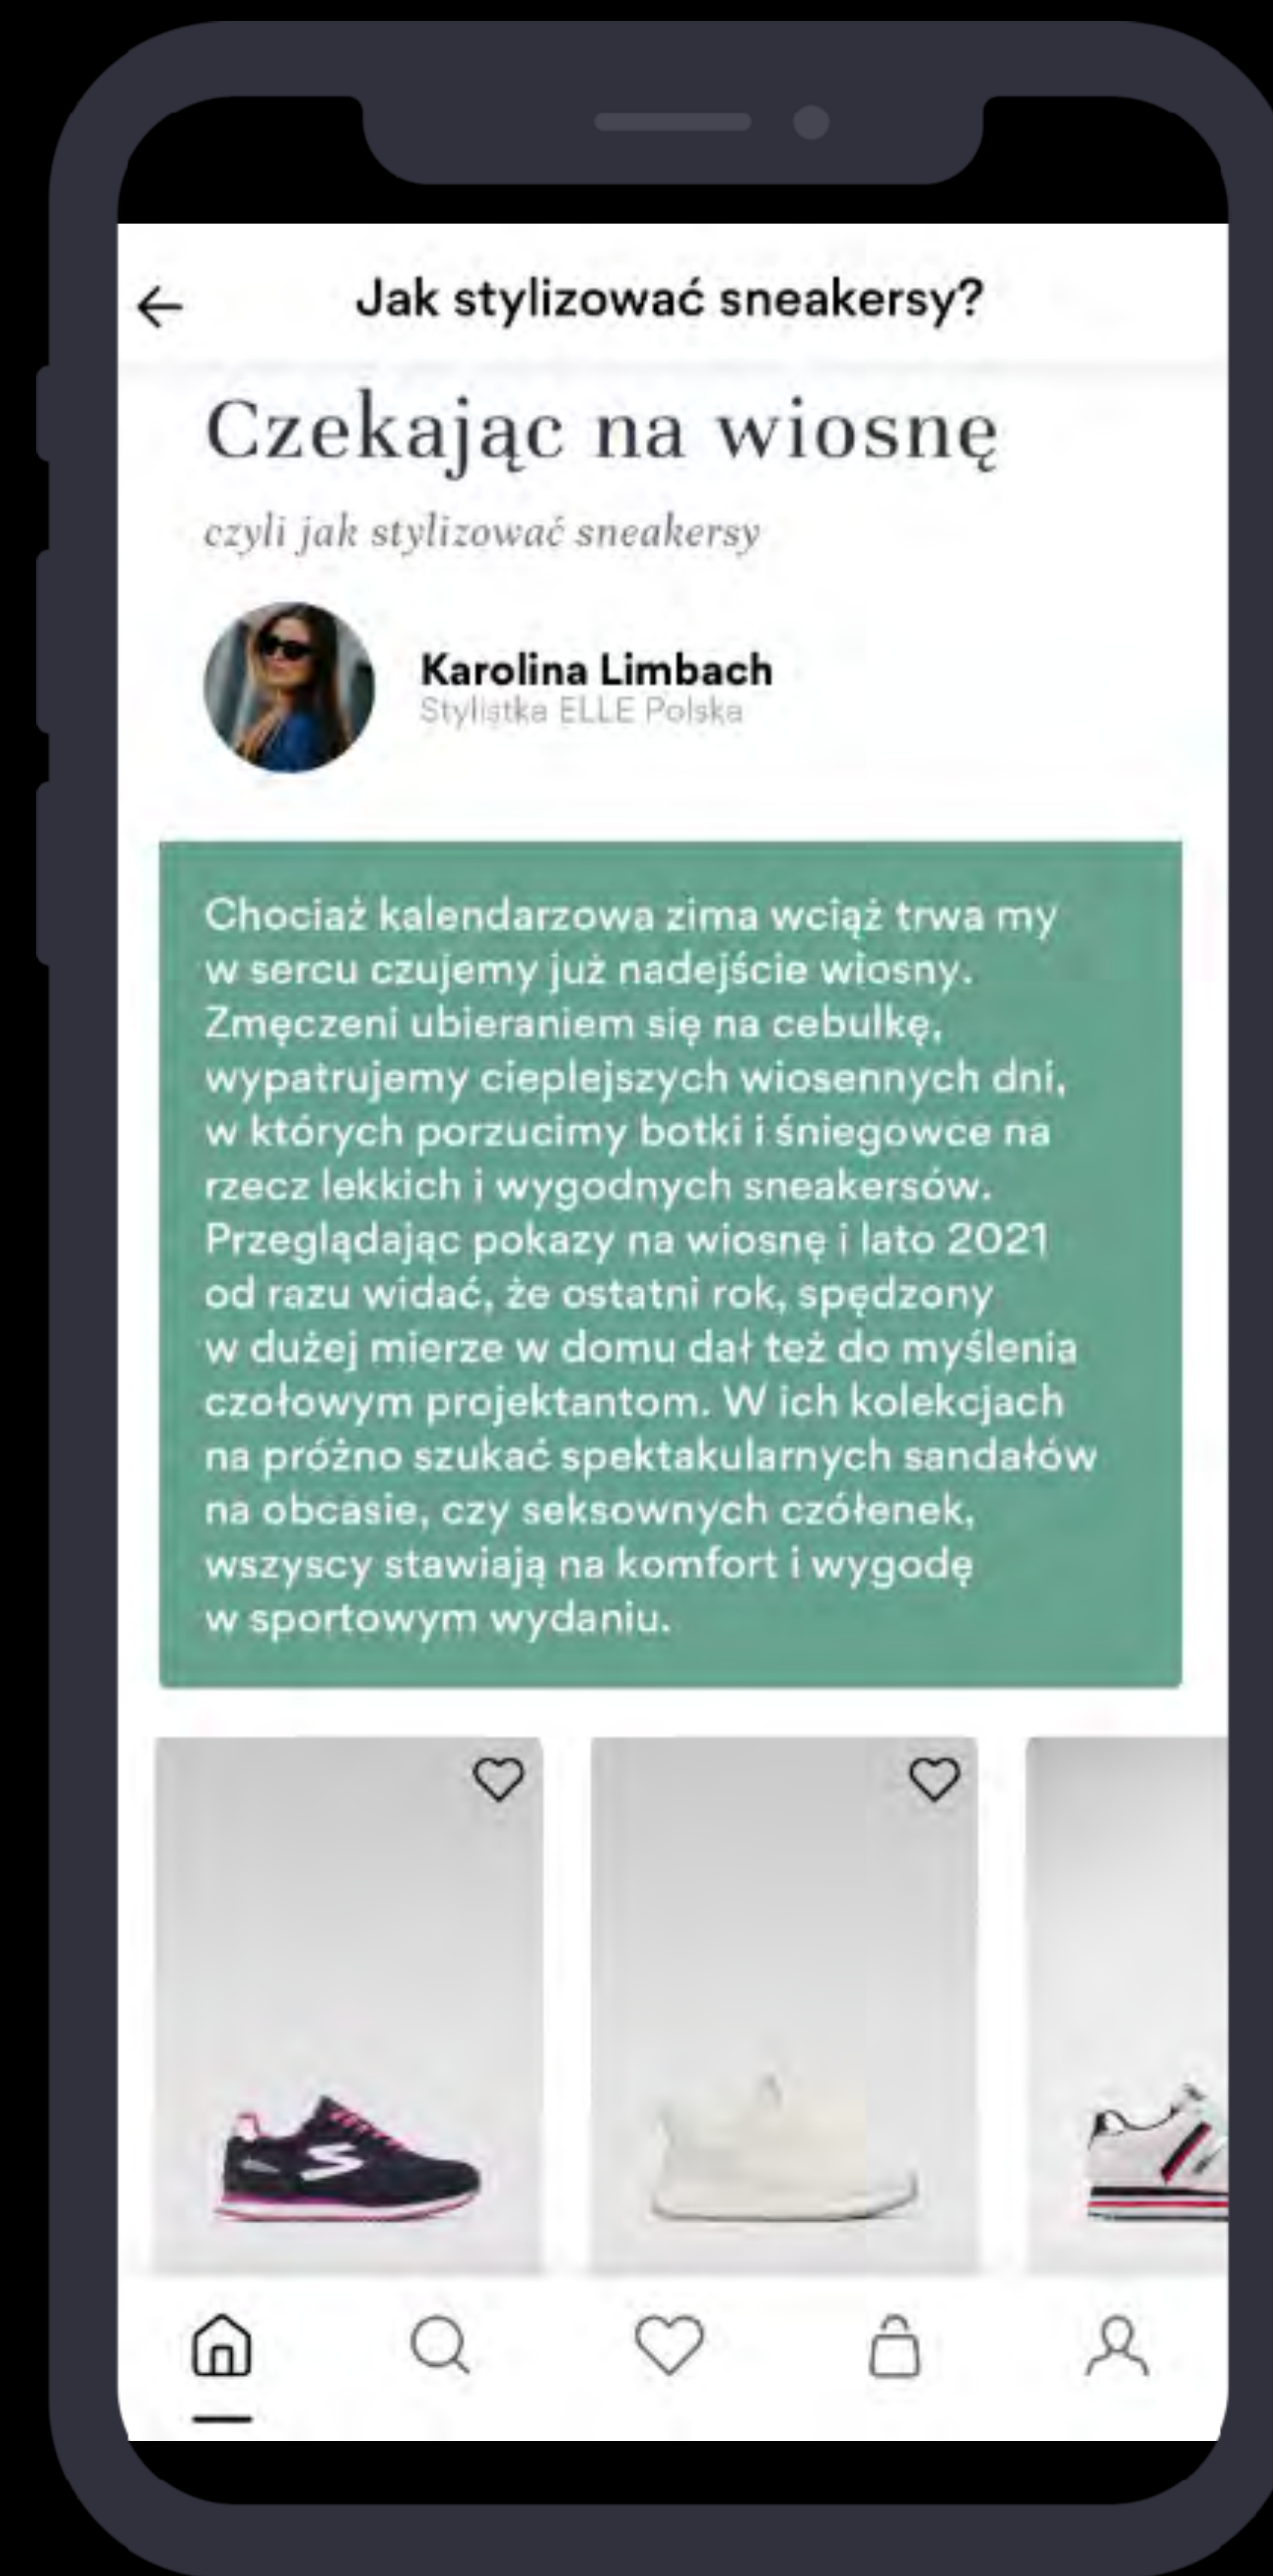 Jak stylizować sneakersy?
Czekając na wiosnę
czyli jak stylizować sneakersy
Karolina Limbach
Stylistka ELLE Polska
Chociaż kalendarzowa zima wciąż trwa my
w sercu czujemy już nadejście wiosny.
Zmęczeni ubieraniem się na cebulkę,
wypatrujemy cieplejszych wiosennych dni,
w których porzucimy botki i śniegowce na
rzecz lekkich i wygodnych sneakersów.
Przeglądając pokazy na wiosnę i lato 2021
od razu widać, że ostatni rok, spędzony
w dużej mierze w domu dał też do myślenia
czołowym projektantom. W ich kolekcjach
na próżno szukać spektakularnych sandałów
na obcasie, czy seksownych czółenek,
wszyscy stawiają na komfort i wygodę
w sportowym wydaniu.